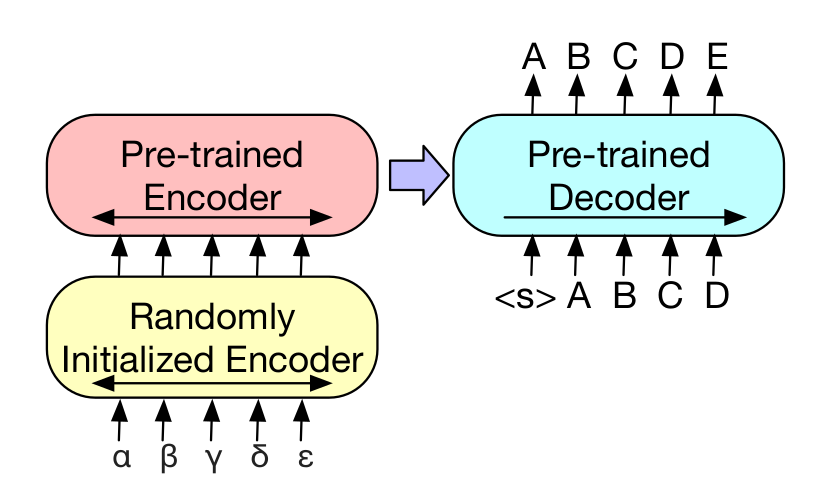 A B C D E
Pre-trained
Encoder
Pre-trained
Decoder
<s> A B C D
Randomly
Initialized Encoder
α β γ δ ε